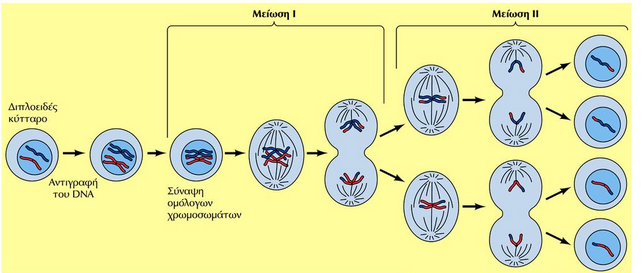 Μείωση Ι
Μείωση ΙΙ
Διπλοειδές
κύτταρο
Αντιγραφή
του DNA
Σύναψη
ομόλογων
χρωμοσωμάτων